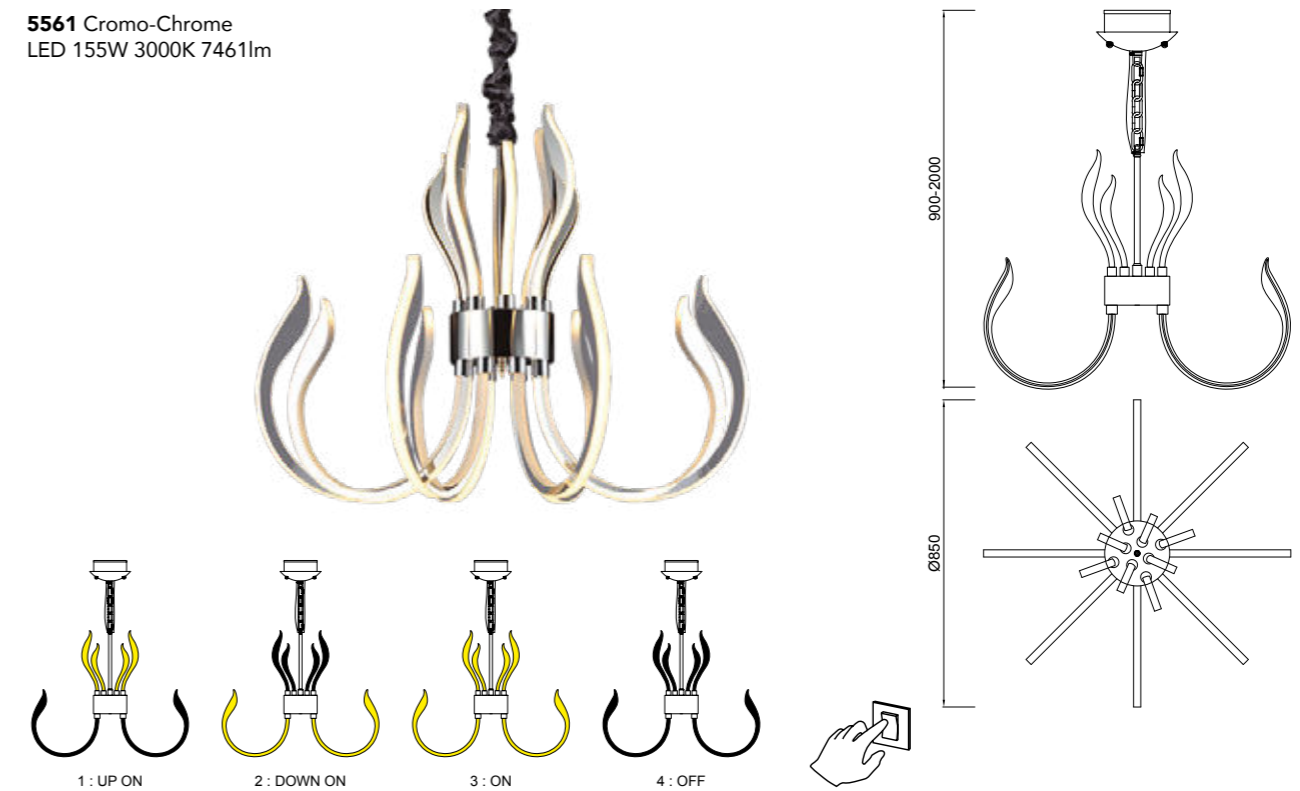 5561 Cromo-Chrome
LED 155W 3000K 7461lm
900-2000
Ø850
1 : UP ON
2 : DOWN ON
3 : ON
4 : OFF